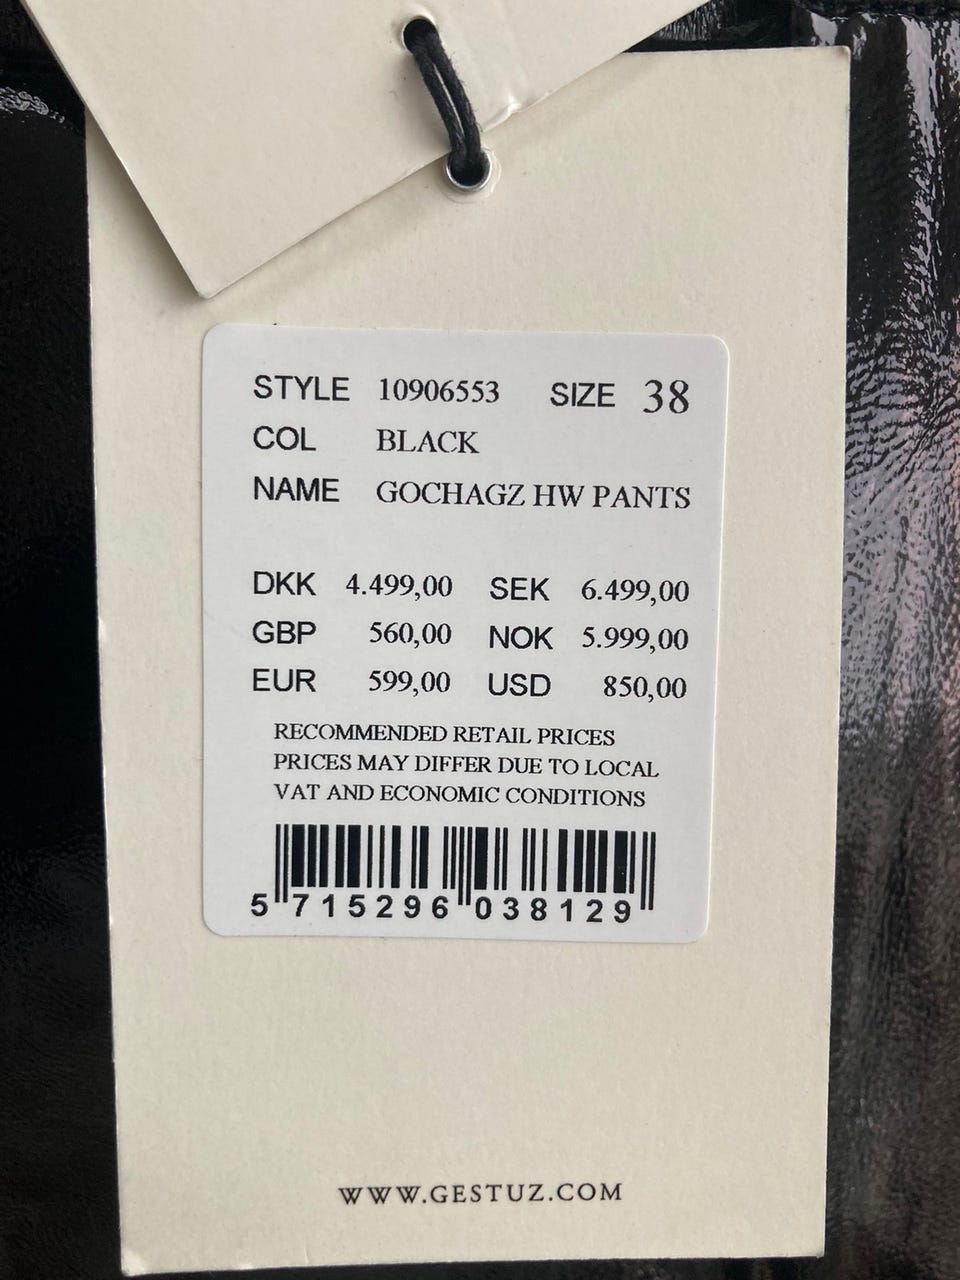 STYLE 10906553 SIZE 38
COL BLACK
NAME GOCHAGZ HW PANTS
DKK 4.499,00 SEK 6.499,00
GBP 560,00 NOK 5.999,00
EUR 599,00 USD 850,00
RECOMMENDED RETAIL PRICES
PRICES MAY DIFFER DUE TO LOCAL
VAT AND ECONOMIC CONDITIONS
5 715296 038129
WWW.GESTUZ.COM